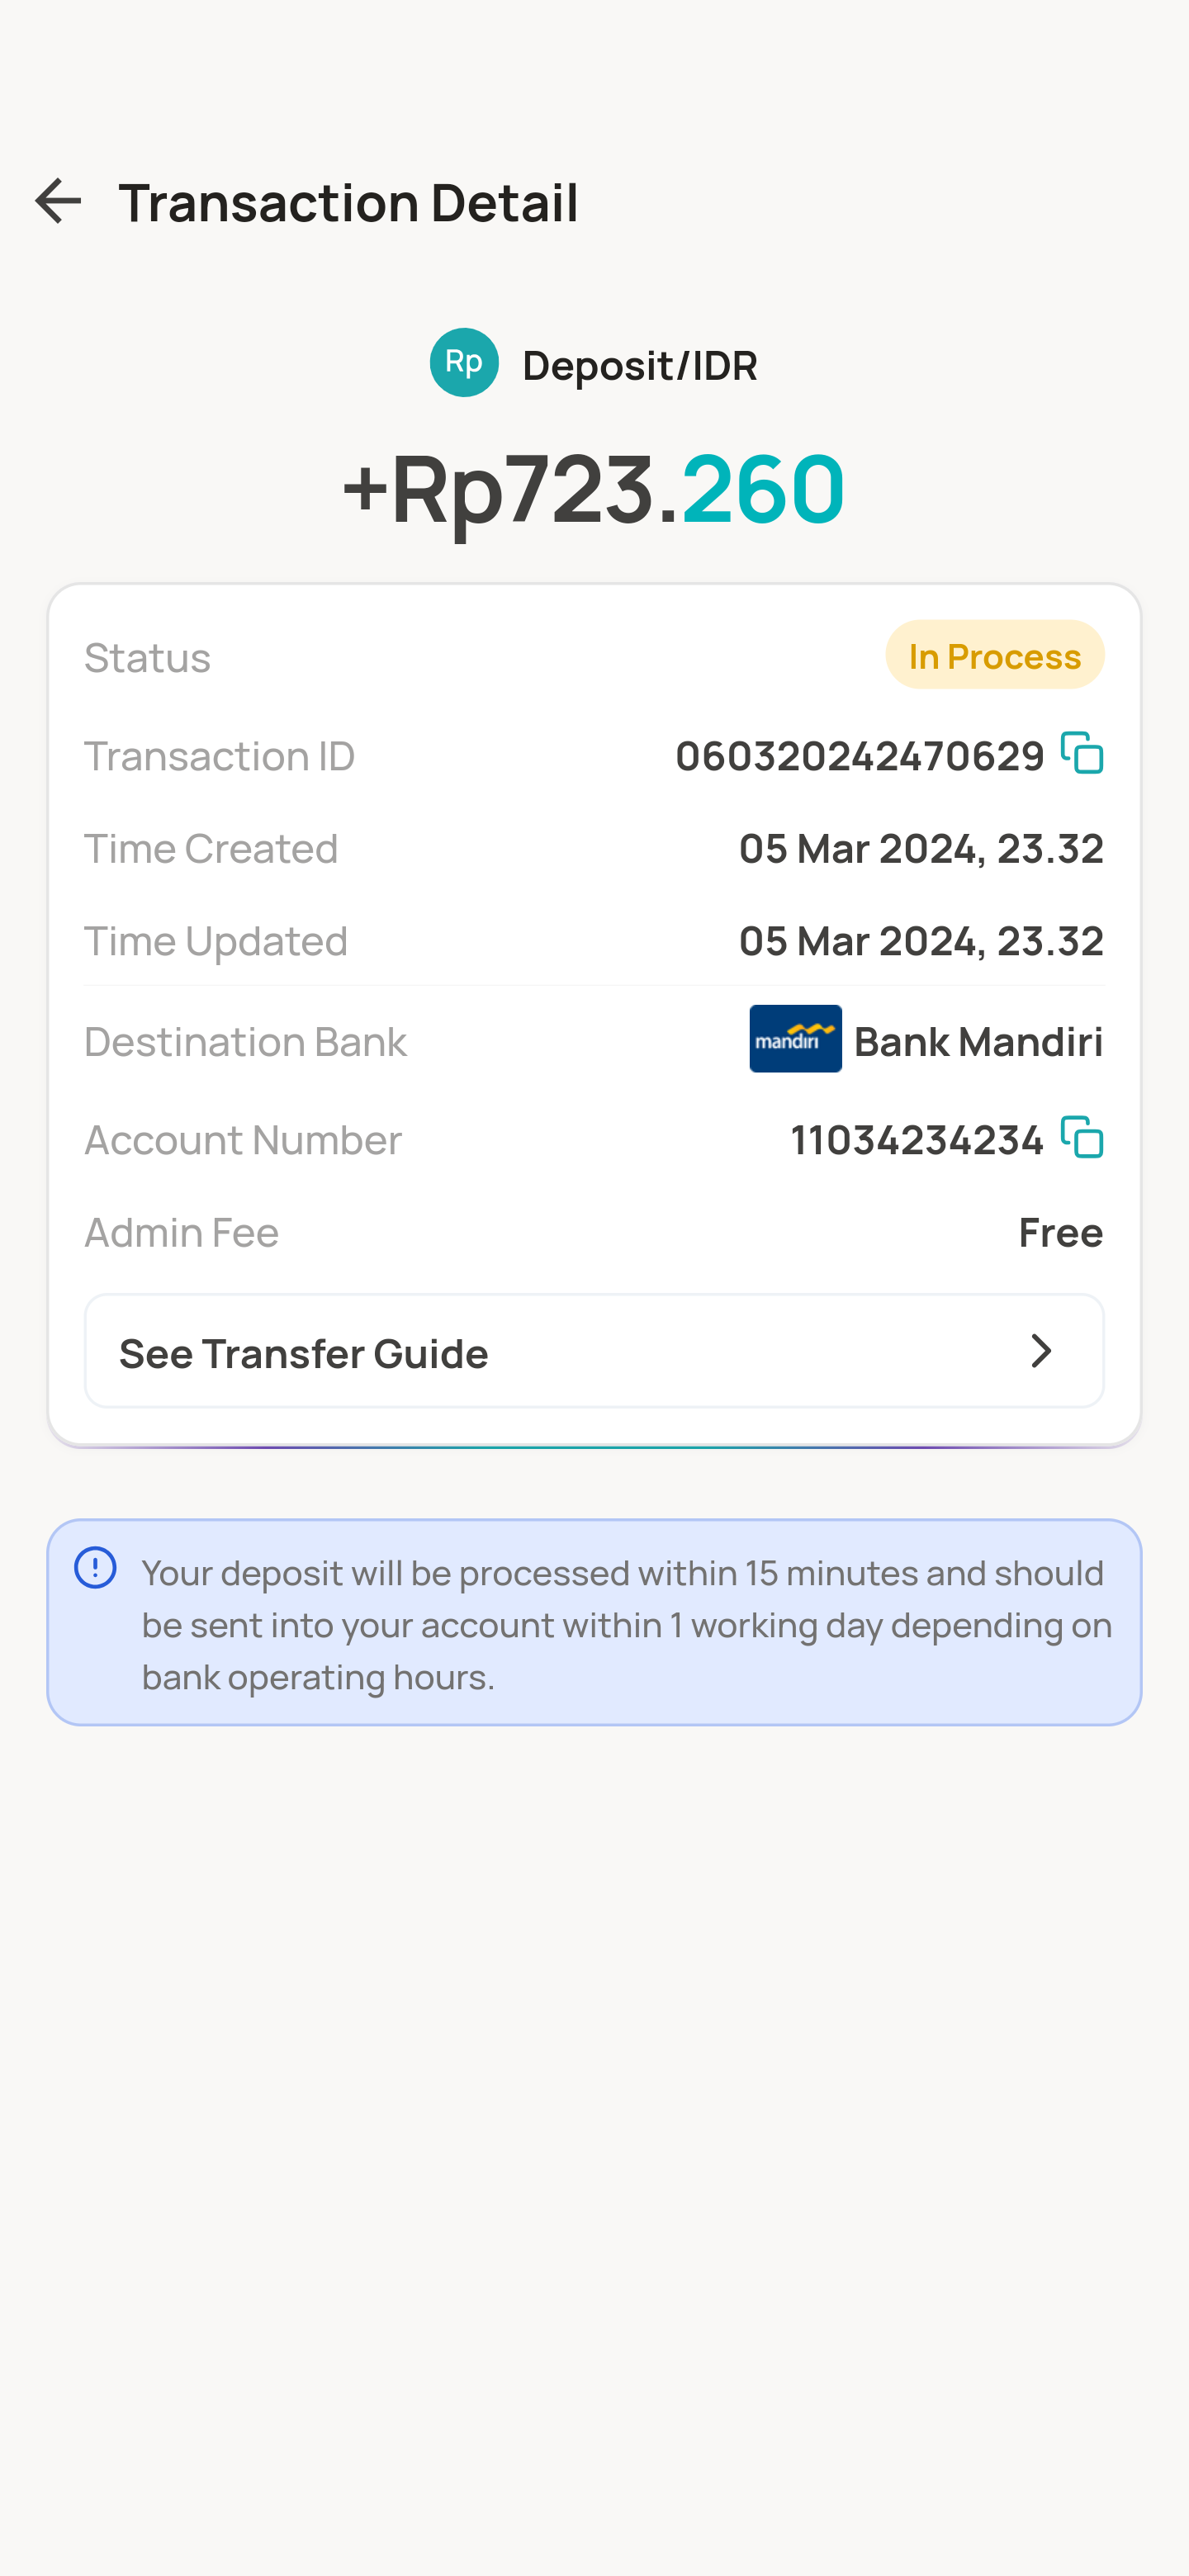 Transaction Detail
Rp Deposit/IDR
+Rp723.260
Status In Process
Transaction ID 060320242470629
Time Created 05 Mar 2024, 23.32
Time Updated 05 Mar 2024, 23.32
Destination Bank mandiri Bank Mandiri
Account Number 11034234234
Admin Fee Free
See Transfer Guide
Your deposit will be processed within 15 minutes and should
be sent into your account within 1 working day depending on
bank operating hours.